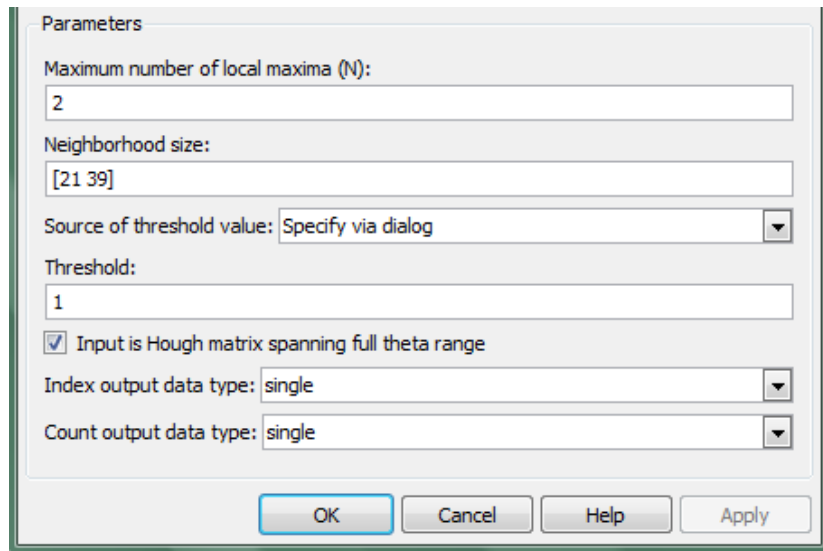 Parameters
Maximum number of local maxima (N):
2
Neighborhood size:
[21 39]
Source of threshold value: Specify via dialog
Threshold:
1
Input is Hough matrix spanning full theta range
Index output data type: single
Count output data type: single
OK Cancel Help Apply